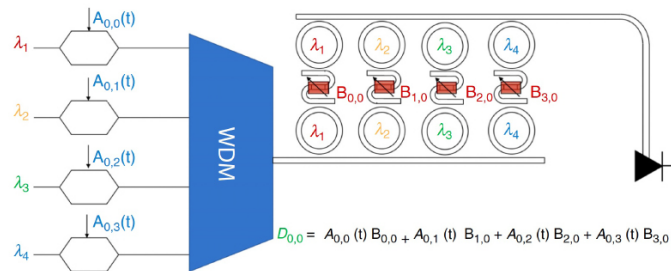 A₀,₀(t)
λ₁
A₀,₁(t)
λ₂
A₀,₂(t)
λ₃
A₀,₃(t)
λ₄
WDM
λ₁ λ₂ λ₃ λ₄
B₀,₀ B₁,₀ B₂,₀ B₃,₀
λ₁ λ₂ λ₃ λ₄
D₀,₀ = A₀,₀ (t) B₀,₀ + A₀,₁ (t) B₁,₀ + A₀,₂ (t) B₂,₀ + A₀,₃ (t) B₃,₀